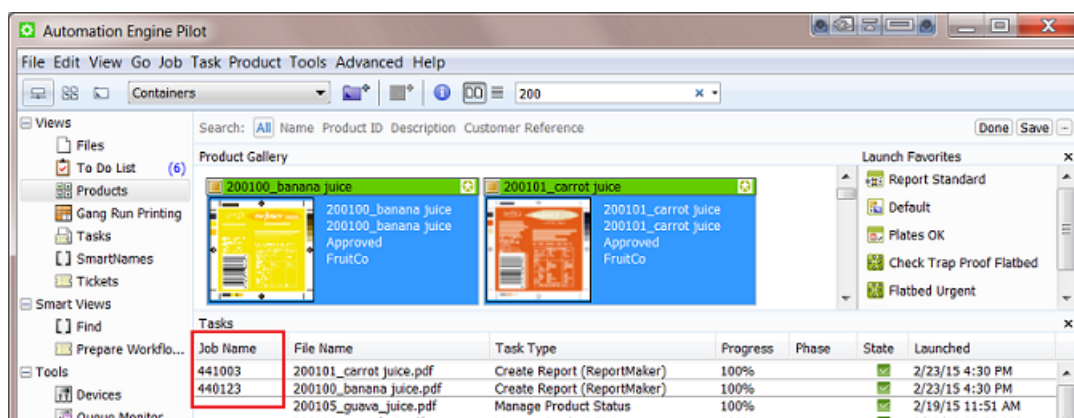 Automation Engine Pilot
File Edit View Go Job Task Product Tools Advanced Help
Containers 200
Views
Files
To Do List (6)
Products
Gang Run Printing
Tasks
[ ] SmartNames
Tickets
Smart Views
[ ] Find
Prepare Workflo...
Tools
Devices
Queue Monitor
Search: All Name Product ID Description Customer Reference Done Save
Product Gallery
200100_banana juice
200100_banana juice
200100_banana juice
Approved
FruitCo
200101_carrot juice
200101_carrot juice
200101_carrot juice
Approved
FruitCo
Launch Favorites
Report Standard
Default
Plates OK
Check Trap Proof Flatbed
Flatbed Urgent
Tasks
Job Name File Name Task Type Progress Phase State Launched
441003 200101_carrot juice.pdf Create Report (ReportMaker) 100% 2/23/15 4:30 PM
440123 200100_banana juice.pdf Create Report (ReportMaker) 100% 2/23/15 4:30 PM
200105_guava_juice.pdf Manage Product Status 100% 2/19/15 11:51 AM